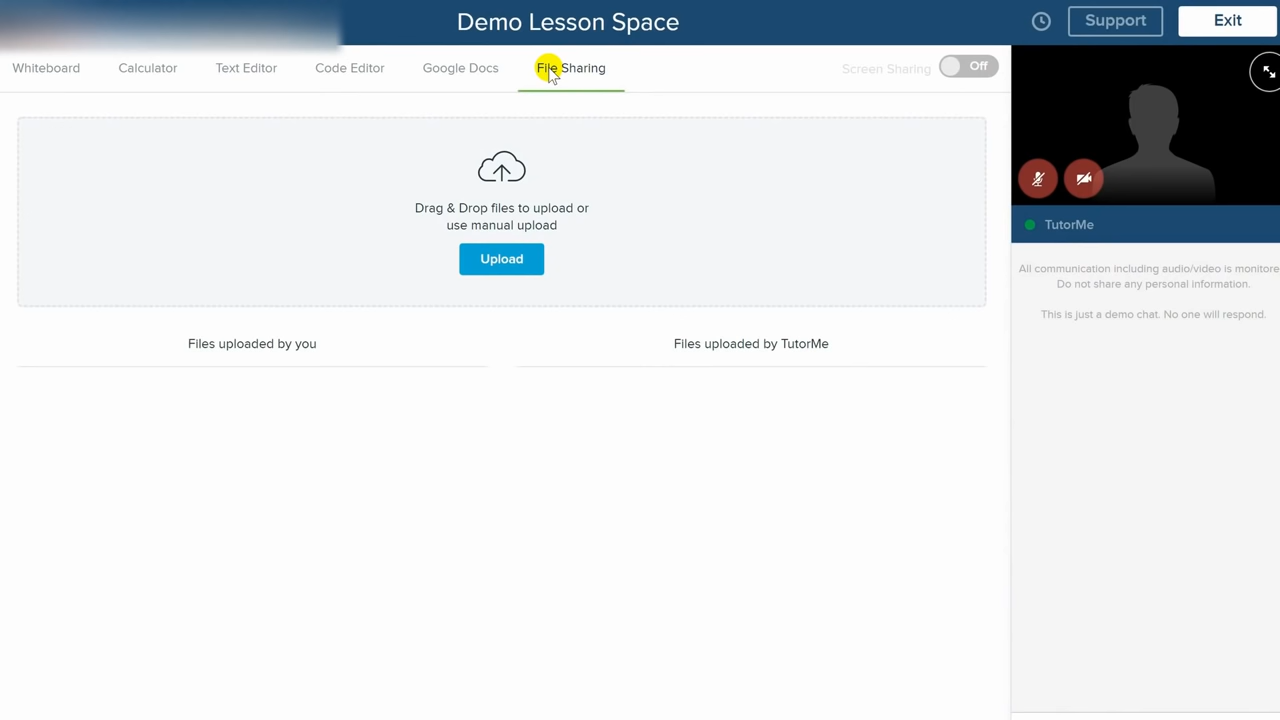 Demo Lesson Space
Support
Exit
Whiteboard
Calculator
Text Editor
Code Editor
Google Docs
File Sharing
Screen Sharing
Off
Drag & Drop files to upload or
use manual upload
Upload
Files uploaded by you
Files uploaded by TutorMe
TutorMe
All communication including audio/video is monitore
Do not share any personal information.
This is just a demo chat. No one will respond.